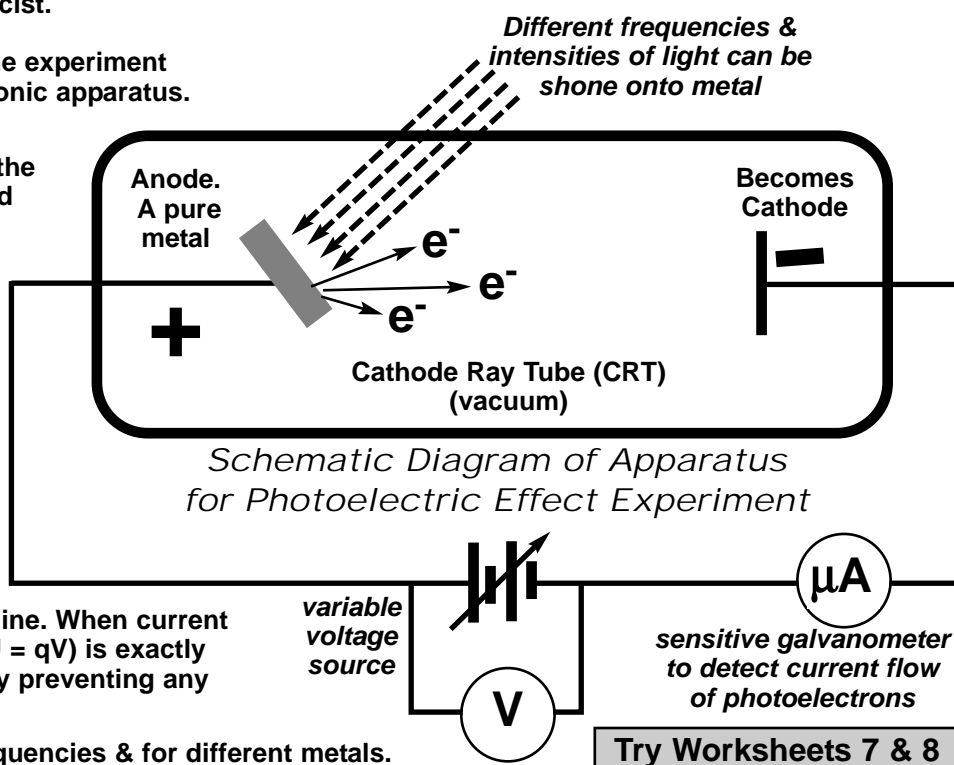 cist.
Different frequencies &
intensities of light can be
shone onto metal
e experiment
onic apparatus.
the
d
Anode.
A pure
metal
Becomes
Cathode
e-
e-
e-
+
Cathode Ray Tube (CRT)
(vacuum)
Schematic Diagram of Apparatus
for Photoelectric Effect Experiment
µA
ine. When current
= qV) is exactly
y preventing any
variable
voltage
source
V
sensitive galvanometer
to detect current flow
of photoelectrons
quencies & for different metals.
Try Worksheets 7 & 8